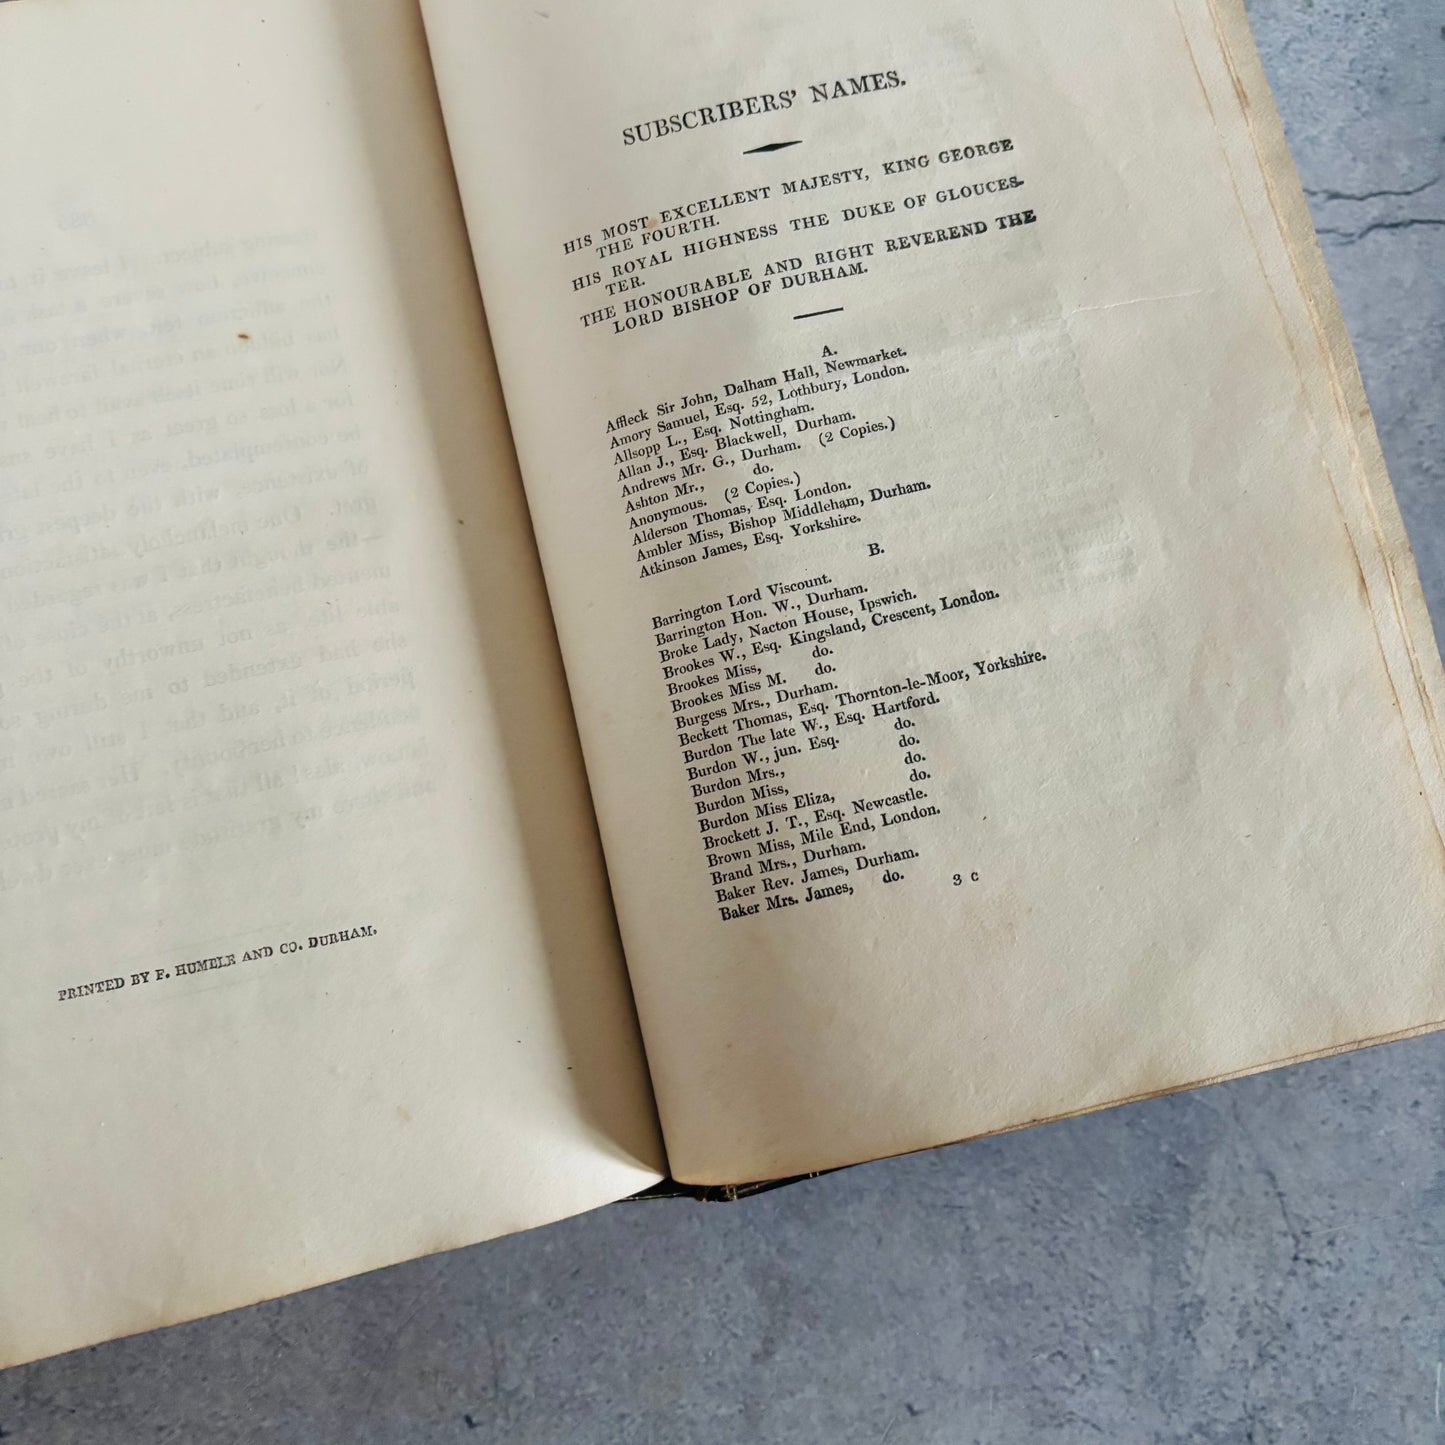 PRINTED BY F. HUMBLE AND CO. DURHAM.
SUBSCRIBERS' NAMES.
HIS MOST EXCELLENT MAJESTY, KING GEORGE
THE FOURTH.
HIS ROYAL HIGHNESS THE DUKE OF GLOUCES-
TER.
THE HONOURABLE AND RIGHT REVEREND THE
LORD BISHOP OF DURHAM.
A.
Affleck Sir John, Dalham Hall, Newmarket.
Amory Samuel, Esq. 52, Lothbury, London.
Allsopp L., Esq. Nottingham.
Allan J., Esq. Blackwell, Durham.
Andrews Mr. G., Durham. (2 Copies.)
Ashton Mr., do.
Anonymous. (2 Copies.)
Alderson Thomas, Esq. London.
Ambler Miss, Bishop Middleham, Durham.
Atkinson James, Esq. Yorkshire.
B.
Barrington Lord Viscount.
Barrington Hon. W., Durham.
Broke Lady, Nacton House, Ipswich.
Brookes W., Esq. Kingsland, Crescent, London.
Brookes Miss, do.
Brookes Miss M. do.
Burgess Mrs., Durham.
Beckett Thomas, Esq. Thornton-le-Moor, Yorkshire.
Burdon The late W., Esq. Hartford.
Burdon W., jun. Esq. do.
Burdon Mrs., do.
Burdon Miss, do.
Burdon Miss Eliza, do.
Brockett J. T., Esq. Newcastle.
Brown Miss, Mile End, London.
Brand Mrs., Durham.
Baker Rev. James, Durham.
Baker Mrs. James, do.
3 C